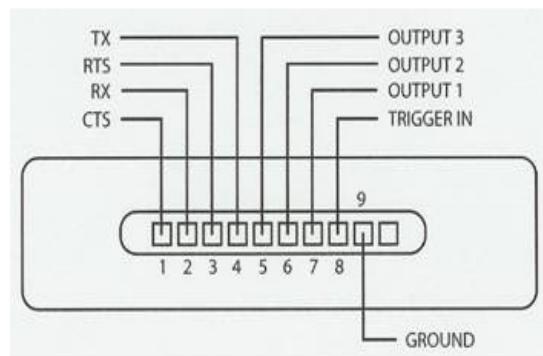 TX OUTPUT 3
RTS OUTPUT 2
RX OUTPUT 1
CTS TRIGGER IN
9
1 2 3 4 5 6 7 8
GROUND